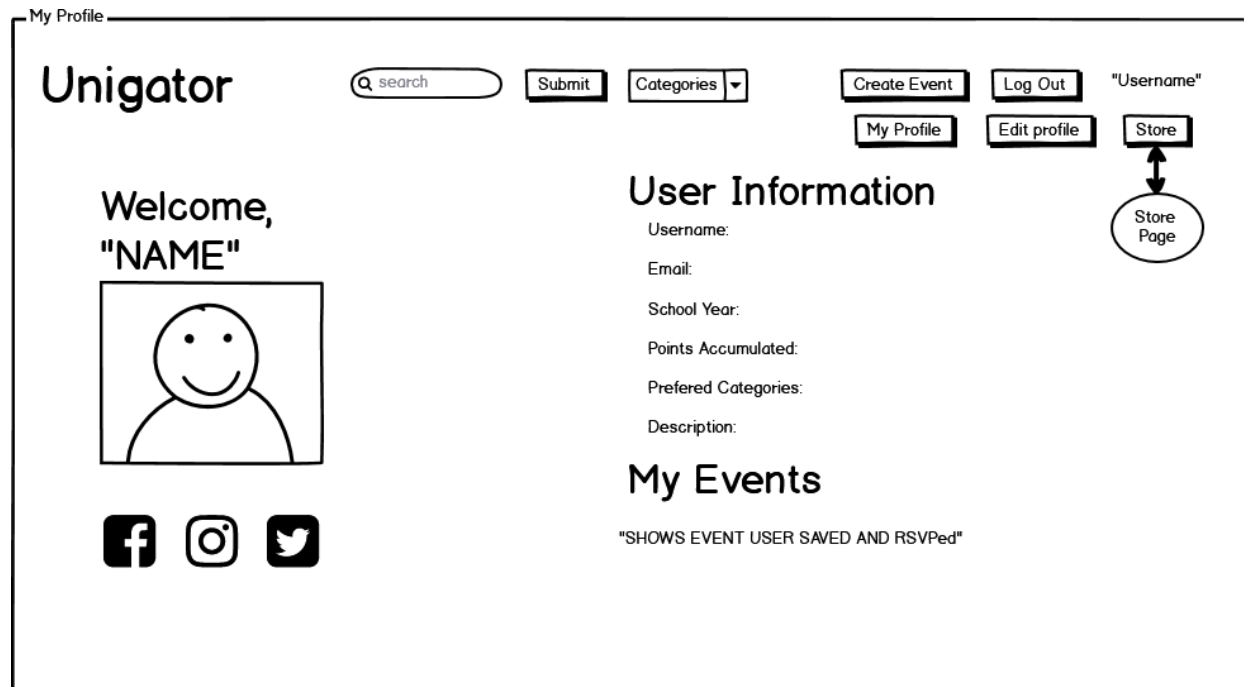 My Profile
Unigator
search
Submit
Categories
Create Event
Log Out
"Username"
My Profile
Edit profile
Store
Store
Page
Welcome,
"NAME"
User Information
Username:
Email:
School Year:
Points Accumulated:
Prefered Categories:
Description:
My Events
"SHOWS EVENT USER SAVED AND RSVPed"